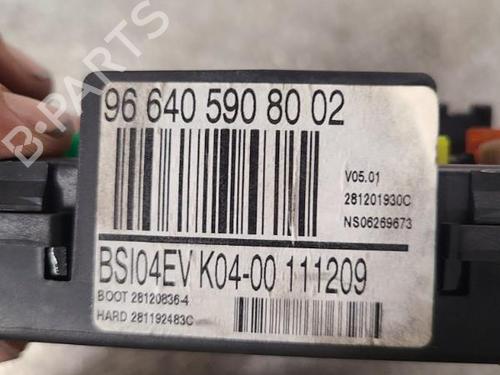 96 640 590 80 02
V05.01
281201930C
NS06269673
BSI04EV K04-00 111209
BOOT 28120836-4
HARD 281192483C
B-PARTS